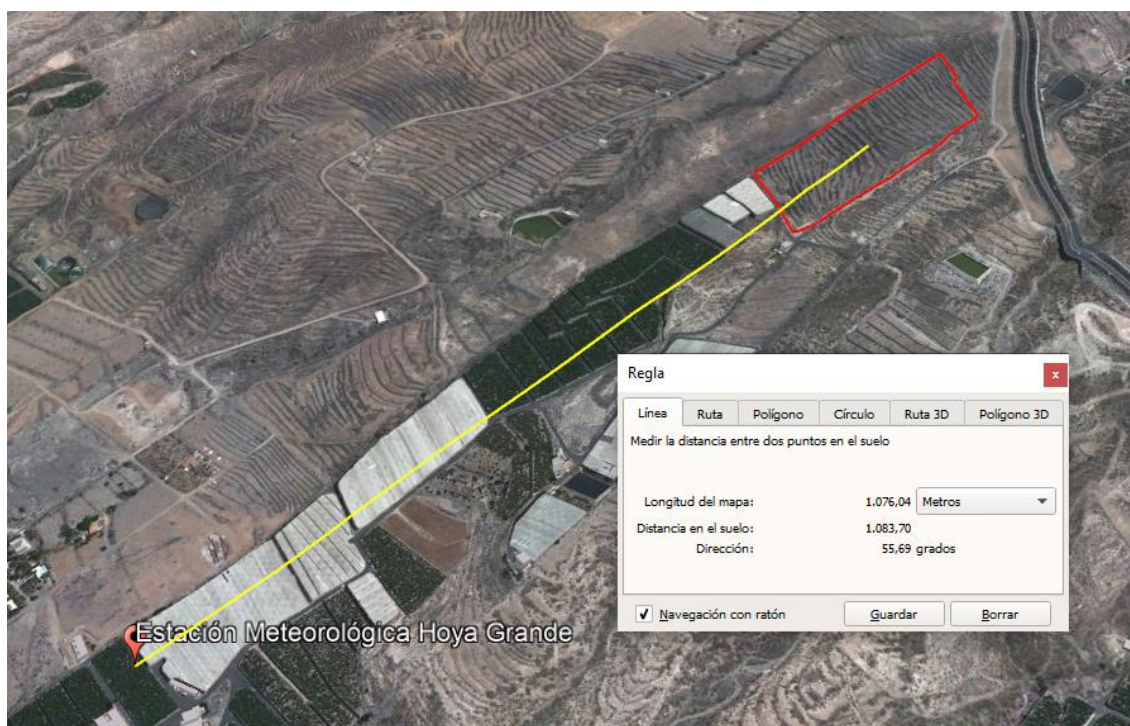 Regla
x
Línea
Ruta
Polígono
Círculo
Ruta 3D
Polígono 3D
Medir la distancia entre dos puntos en el suelo
Longitud del mapa: 1.076,04 Metros
Distancia en el suelo: 1.083,70
Dirección: 55,69 grados
Navegación con ratón
Guardar
Borrar
Estación Meteorológica Hoya Grande